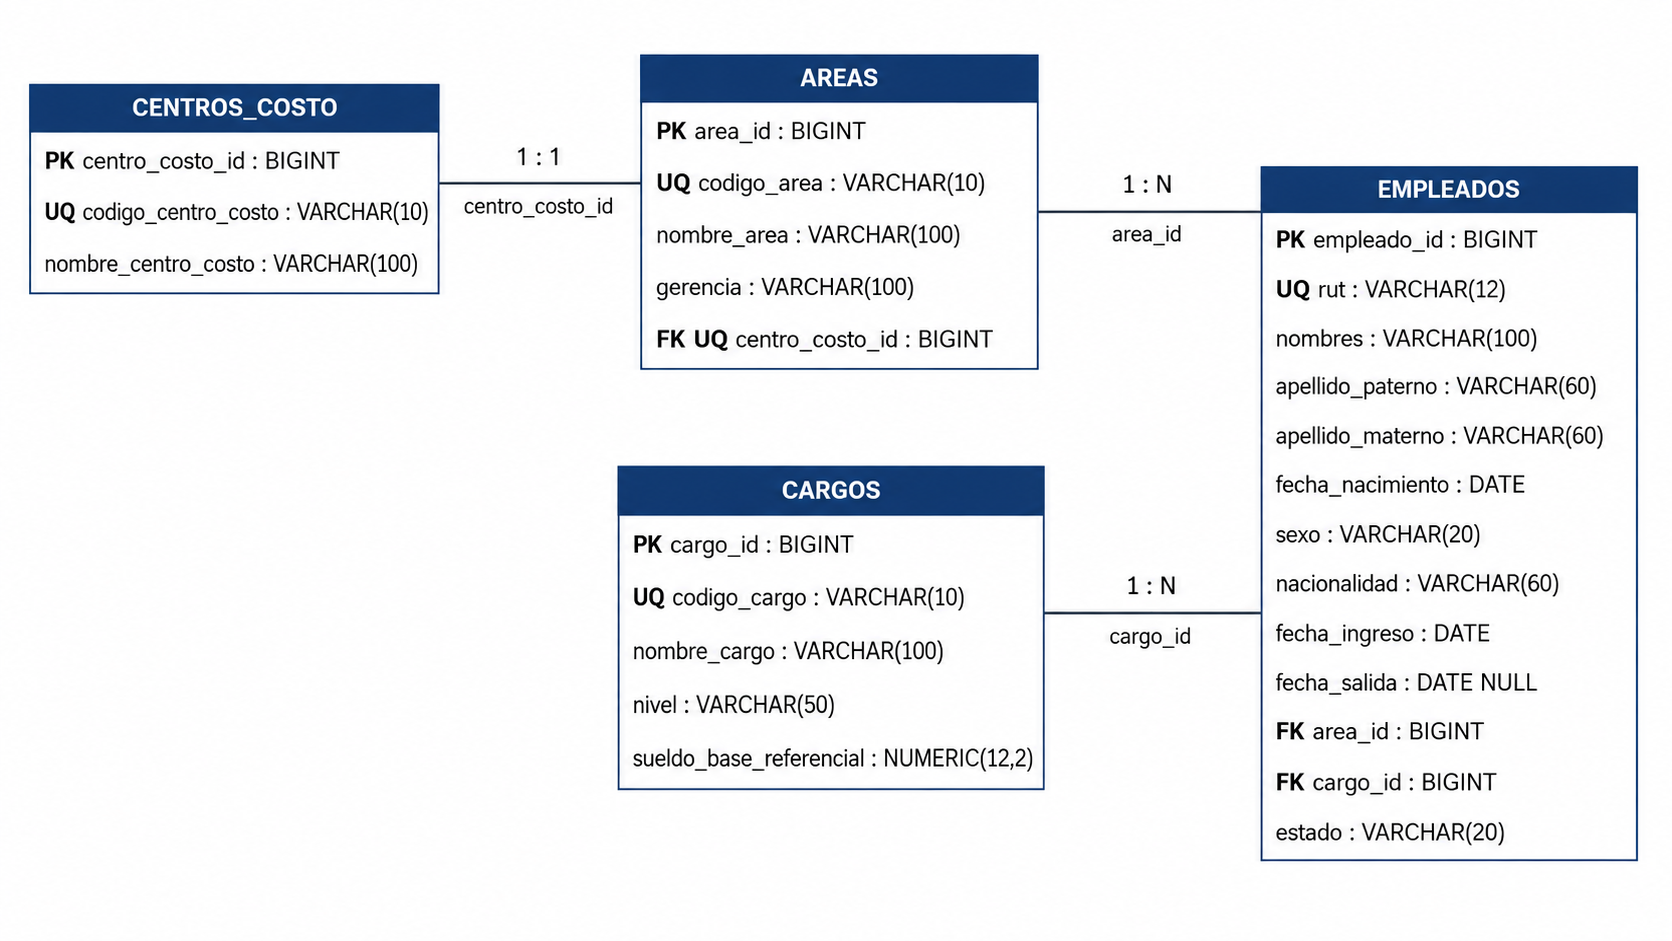 CENTROS_COSTO
PK centro_costo_id : BIGINT
UQ codigo_centro_costo : VARCHAR(10)
nombre_centro_costo : VARCHAR(100)
1 : 1
centro_costo_id
AREAS
PK area_id : BIGINT
UQ codigo_area : VARCHAR(10)
nombre_area : VARCHAR(100)
gerencia : VARCHAR(100)
FK UQ centro_costo_id : BIGINT
1 : N
area_id
CARGOS
PK cargo_id : BIGINT
UQ codigo_cargo : VARCHAR(10)
nombre_cargo : VARCHAR(100)
nivel : VARCHAR(50)
sueldo_base_referencial : NUMERIC(12,2)
1 : N
cargo_id
EMPLEADOS
PK empleado_id : BIGINT
UQ rut : VARCHAR(12)
nombres : VARCHAR(100)
apellido_paterno : VARCHAR(60)
apellido_materno : VARCHAR(60)
fecha_nacimiento : DATE
sexo : VARCHAR(20)
nacionalidad : VARCHAR(60)
fecha_ingreso : DATE
fecha_salida : DATE NULL
FK area_id : BIGINT
FK cargo_id : BIGINT
estado : VARCHAR(20)